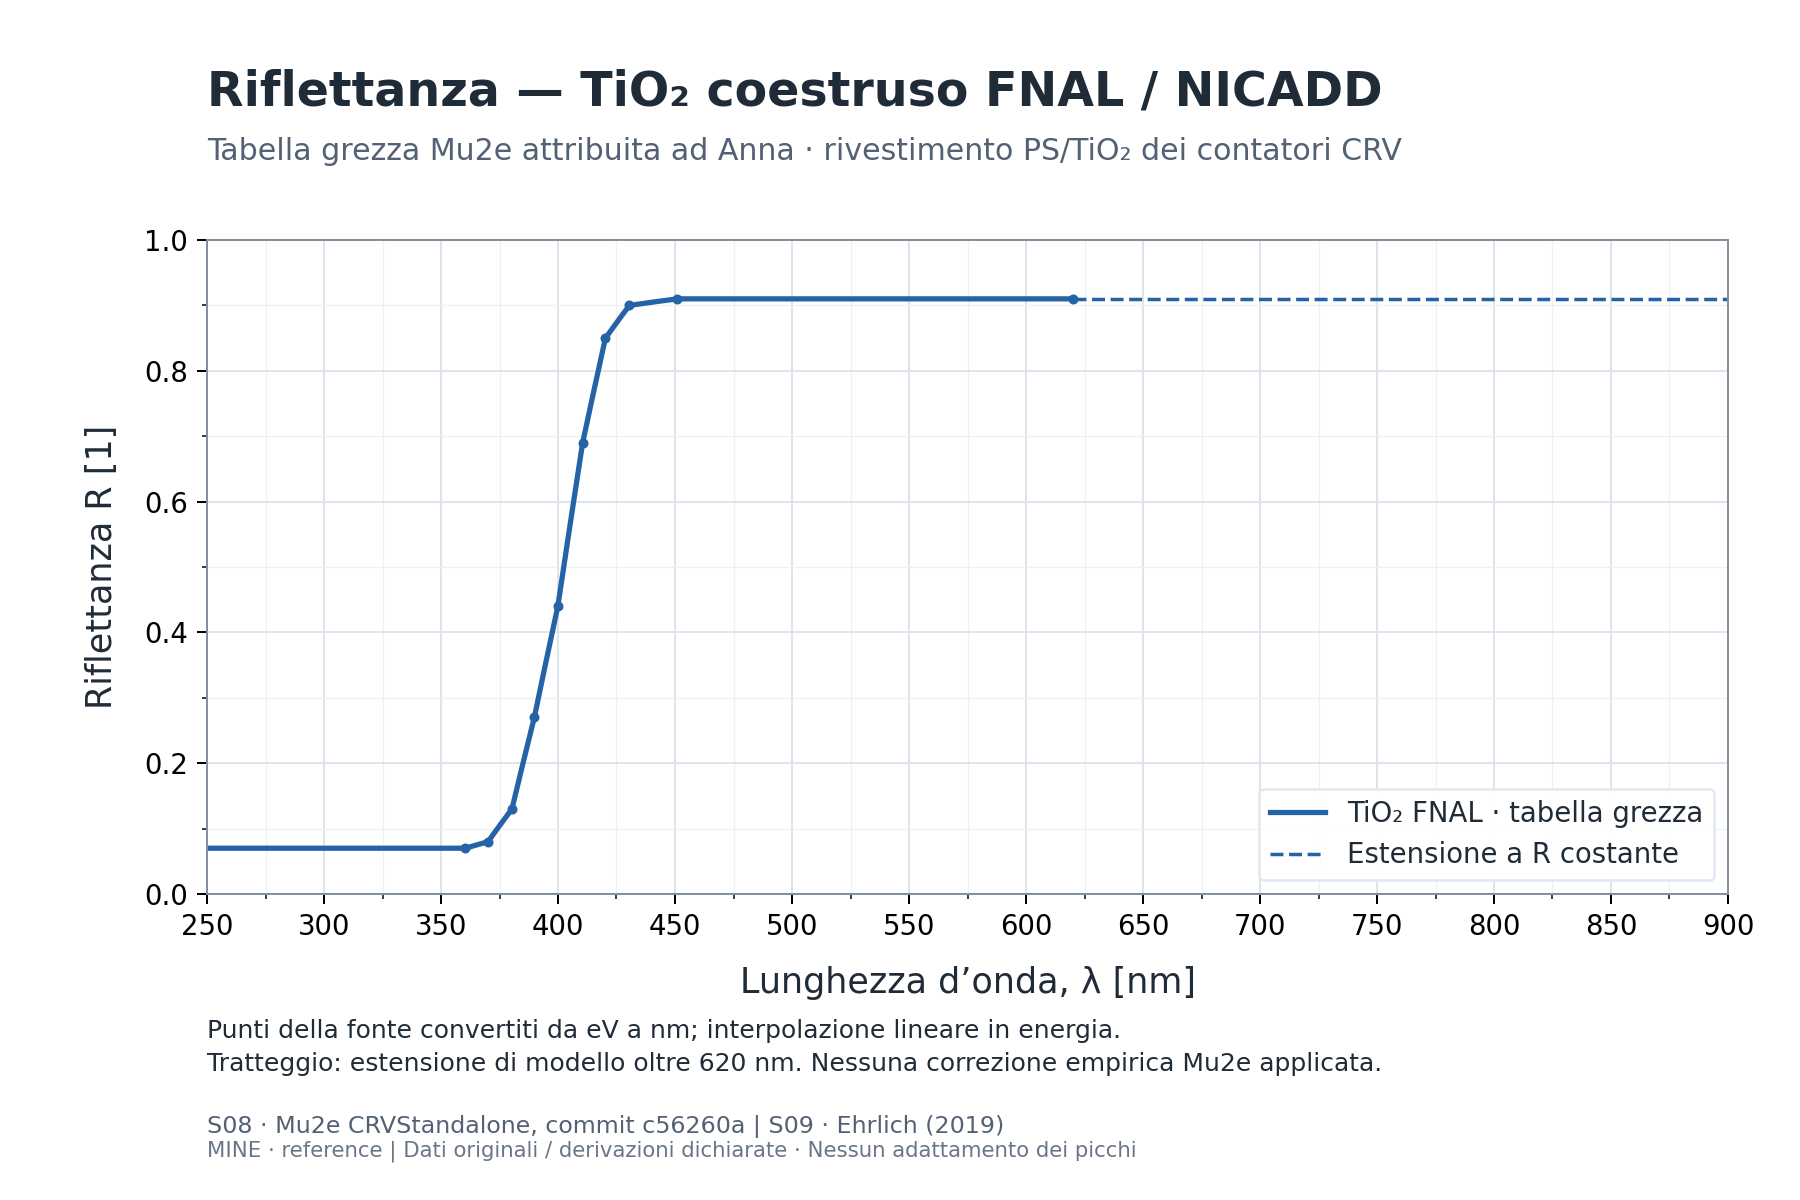 Riflettanza — TiO₂ coestruso FNAL / NICADD
Tabella grezza Mu2e attribuita ad Anna · rivestimento PS/TiO₂ dei contatori CRV
Riflettanza R [1]
1.0
0.8
0.6
0.4
0.2
0.0
TiO₂ FNAL · tabella grezza
Estensione a R costante
250 300 350 400 450 500 550 600 650 700 750 800 850 900
Lunghezza d’onda, λ [nm]
Punti della fonte convertiti da eV a nm; interpolazione lineare in energia.
Tratteggio: estensione di modello oltre 620 nm. Nessuna correzione empirica Mu2e applicata.
S08 · Mu2e CRVStandalone, commit c56260a | S09 · Ehrlich (2019)
MINE · reference | Dati originali / derivazioni dichiarate · Nessun adattamento dei picchi